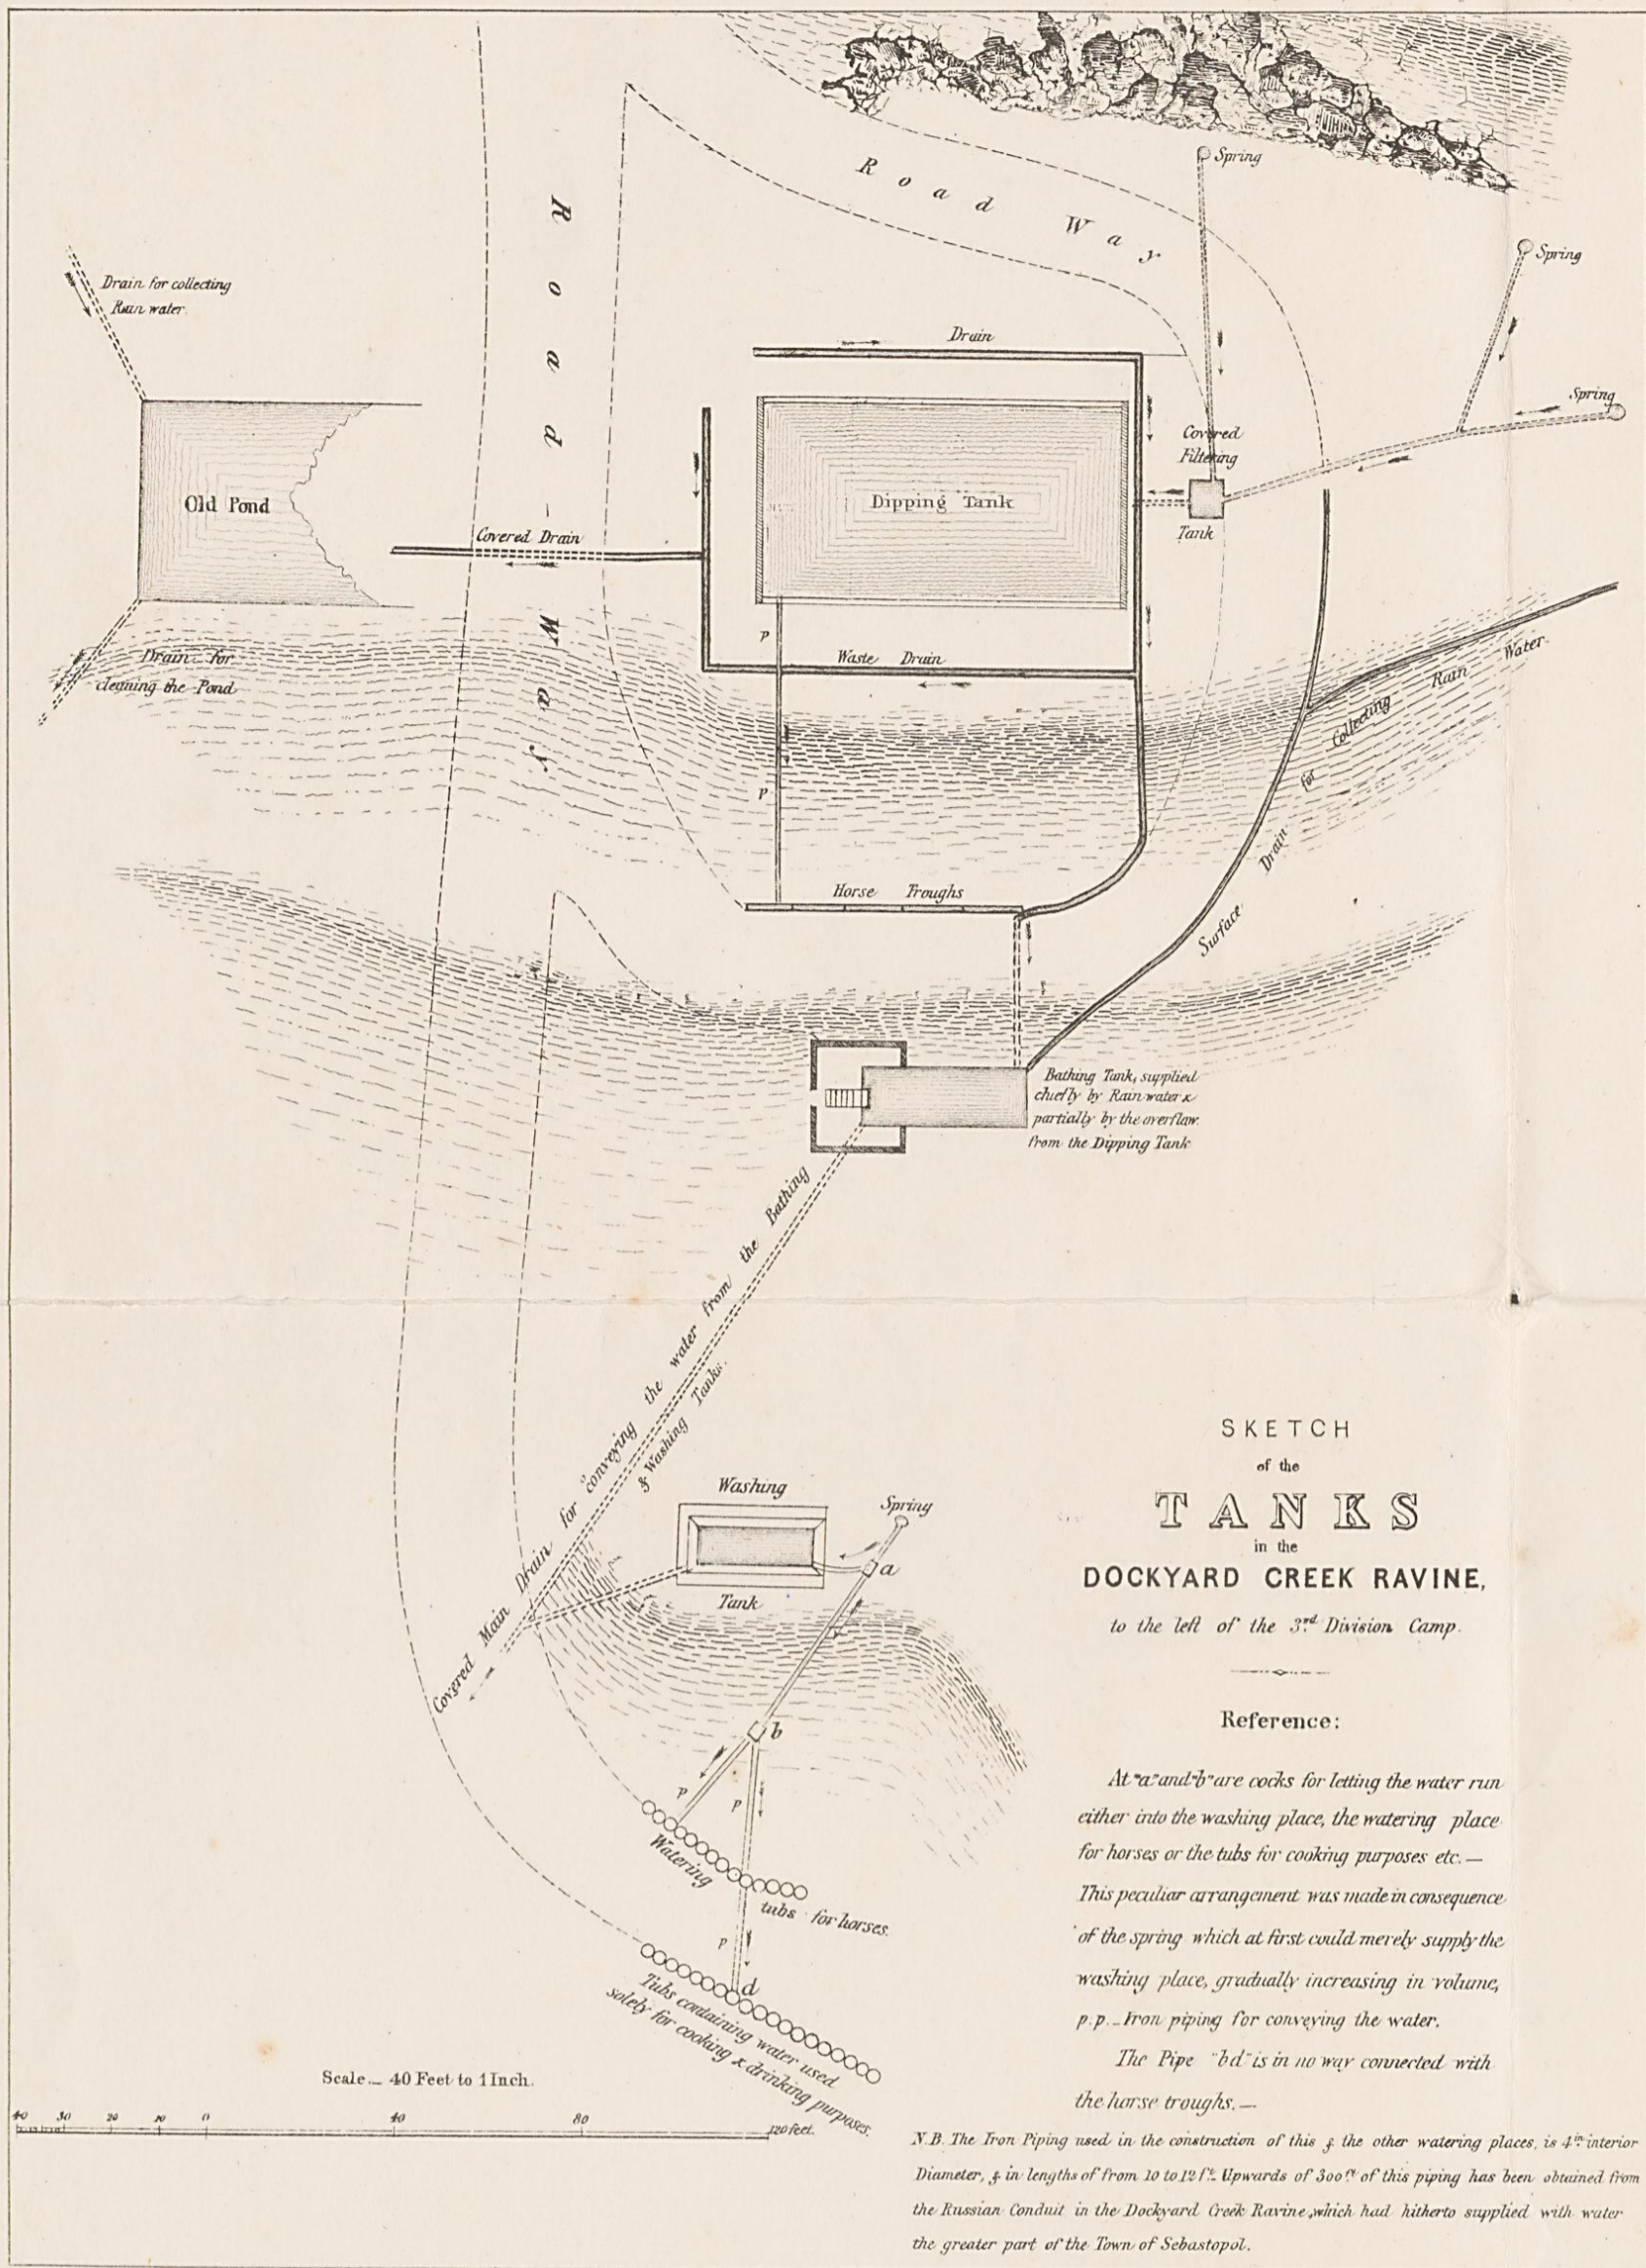 Spring
Road Way
Spring
Drain for collecting
Rain water.
Drain
Spring
Covered
Filtering
Tank
Road-Way
Old Pond
Dipping Tank
Covered Drain
p
Waste Drain
Drain for
cleaning the Pond
Surface Drain for Collecting Rain Water.
p
Horse Troughs
Bathing Tank, supplied
chiefly by Rain water &
partially by the overflow
from the Dipping Tank
Covered Main Drain for conveying the water from the Bathing
& Washing Tanks.
Washing
Tank
Spring
a
b
p
p
Watering
tubs for horses.
p
d
Tubs containing water used
solely for cooking & drinking purposes.
SKETCH
of the
TANKS
in the
DOCKYARD CREEK RAVINE,
to the left of the 3rd Division Camp.
Reference:
At "a" and "b" are cocks for letting the water run
either into the washing place, the watering place
for horses or the tubs for cooking purposes etc. —
This peculiar arrangement was made in consequence
of the spring which at first could merely supply the
washing place, gradually increasing in volume,
p.p. _ Iron piping for conveying the water.
The Pipe "bd" is in no way connected with
the horse troughs. —
Scale._ 40 Feet to 1 Inch.
40 30 20 10 0 40 80 120 feet.
N.B. The Iron Piping used in the construction of this & the other watering places, is 4in interior
Diameter, & in lengths of from 10 to 12 ft. Upwards of 300 ft of this piping has been obtained from
the Russian Conduit in the Dockyard Creek Ravine, which had hitherto supplied with water
the greater part of the Town of Sebastopol.